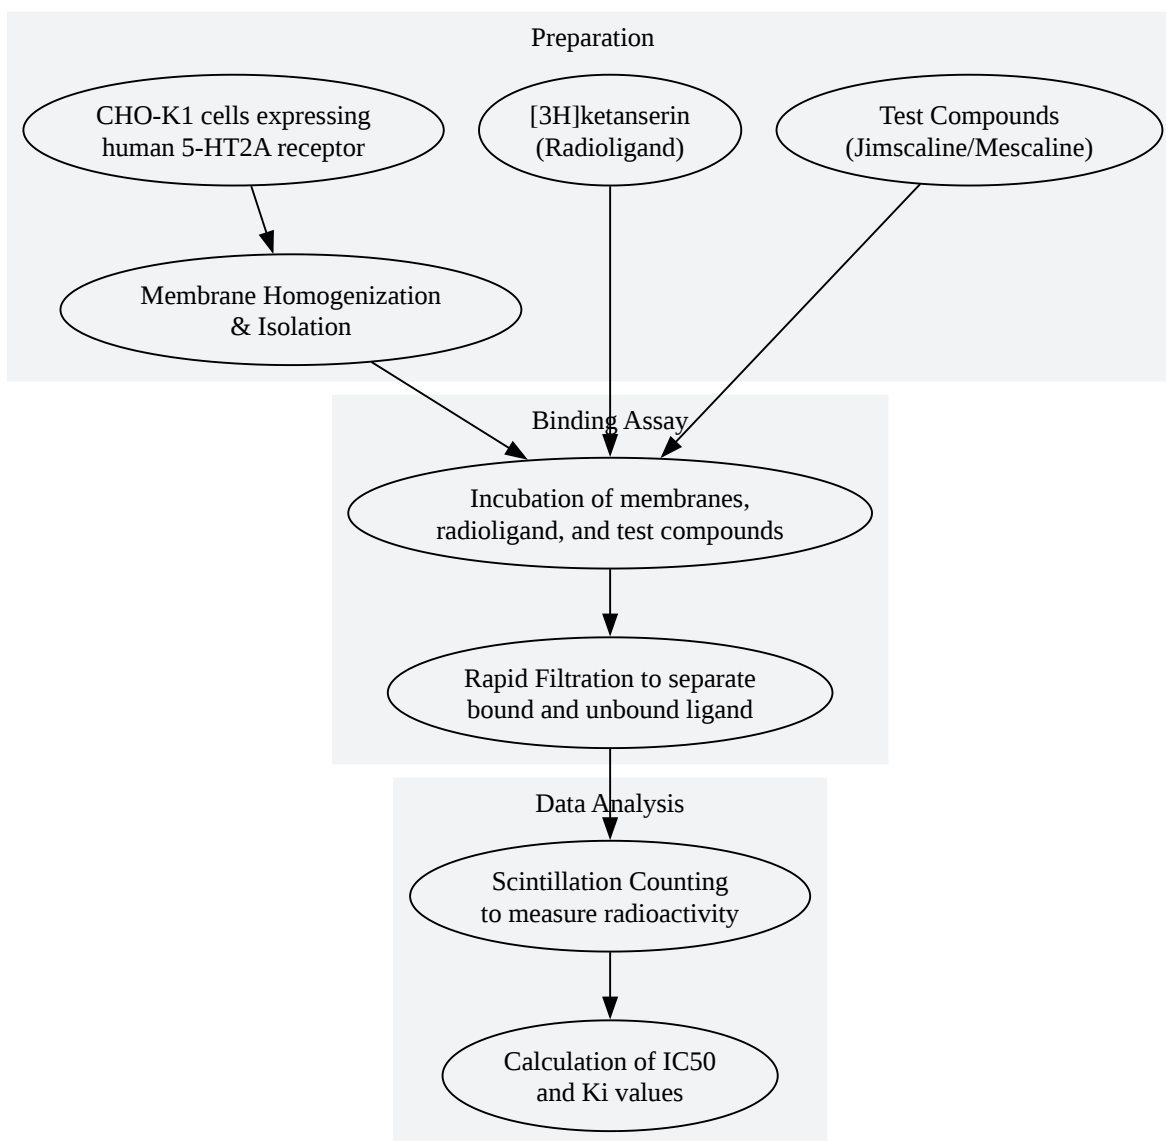 Preparation
CHO-K1 cells expressing
human 5-HT2A receptor
[3H]ketanserin
(Radioligand)
Test Compounds
(Jimscaline/Mescaline)
Membrane Homogenization
& Isolation
Binding Assay
Incubation of membranes,
radioligand, and test compounds
Rapid Filtration to separate
bound and unbound ligand
Data Analysis
Scintillation Counting
to measure radioactivity
Calculation of IC50
and Ki values